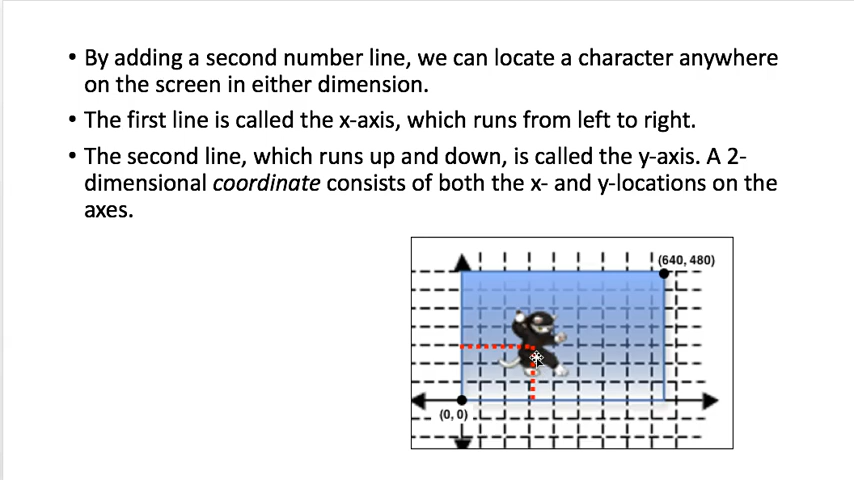 • By adding a second number line, we can locate a character anywhere
on the screen in either dimension.
• The first line is called the x-axis, which runs from left to right.
• The second line, which runs up and down, is called the y-axis. A 2-
dimensional coordinate consists of both the x- and y-locations on the
axes.
(640, 480)
(0, 0)